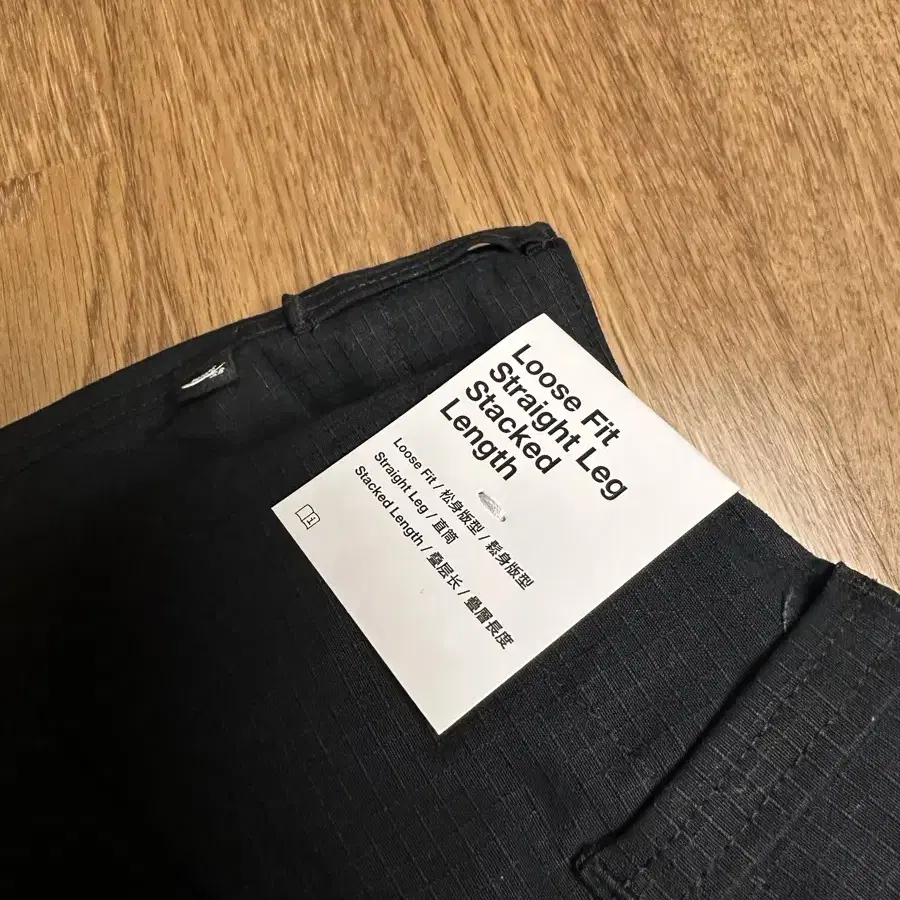 Loose Fit
Straight Leg
Stacked
Length
Loose Fit / 松身版型 / 鬆身版型
Straight Leg / 直筒
Stacked Length / 叠层长 / 疊層長度